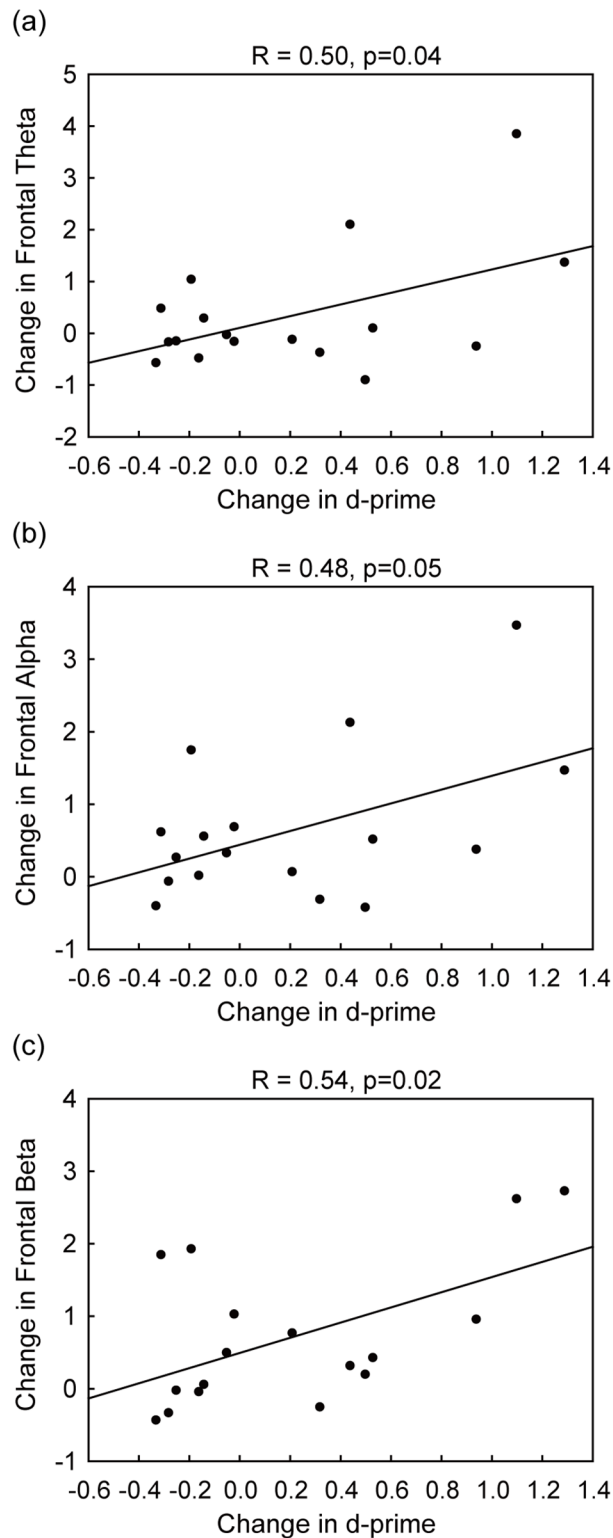 (a)
R = 0.50, p=0.04
Change in Frontal Theta
5
4
3
2
1
0
-1
-2
-0.6 -0.4 -0.2 0.0 0.2 0.4 0.6 0.8 1.0 1.2 1.4
Change in d-prime
(b)
R = 0.48, p=0.05
Change in Frontal Alpha
4
3
2
1
0
-1
-0.6 -0.4 -0.2 0.0 0.2 0.4 0.6 0.8 1.0 1.2 1.4
Change in d-prime
(c)
R = 0.54, p=0.02
Change in Frontal Beta
4
3
2
1
0
-1
-0.6 -0.4 -0.2 0.0 0.2 0.4 0.6 0.8 1.0 1.2 1.4
Change in d-prime